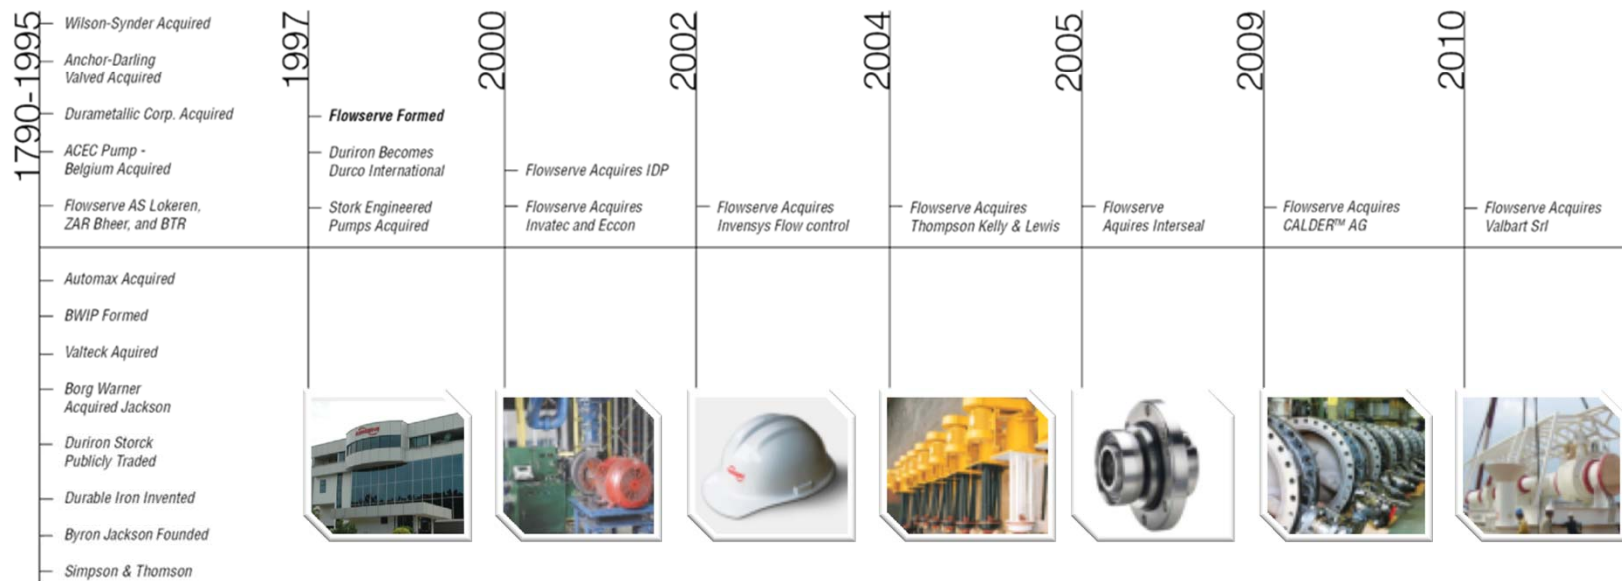 1790-1995
Wilson-Synder Acquired
Anchor-Darling
Valved Acquired
Durametallic Corp. Acquired
ACEC Pump -
Belgium Acquired
Flowserve AS Lokeren,
ZAR Bheer, and BTR
Automax Acquired
BWIP Formed
Valteck Aquired
Borg Warner
Acquired Jackson
Duriron Storck
Publicly Traded
Durable Iron Invented
Byron Jackson Founded
Simpson & Thomson
1997
Flowserve Formed
Duriron Becomes
Durco International
Stork Engineered
Pumps Acquired
2000
Flowserve Acquires IDP
Flowserve Acquires
Invatec and Eccon
2002
Flowserve Acquires
Invensys Flow control
2004
Flowserve Acquires
Thompson Kelly & Lewis
2005
Flowserve
Aquires Interseal
2009
Flowserve Acquires
CALDER™ AG
2010
Flowserve Acquires
Valbart Srl